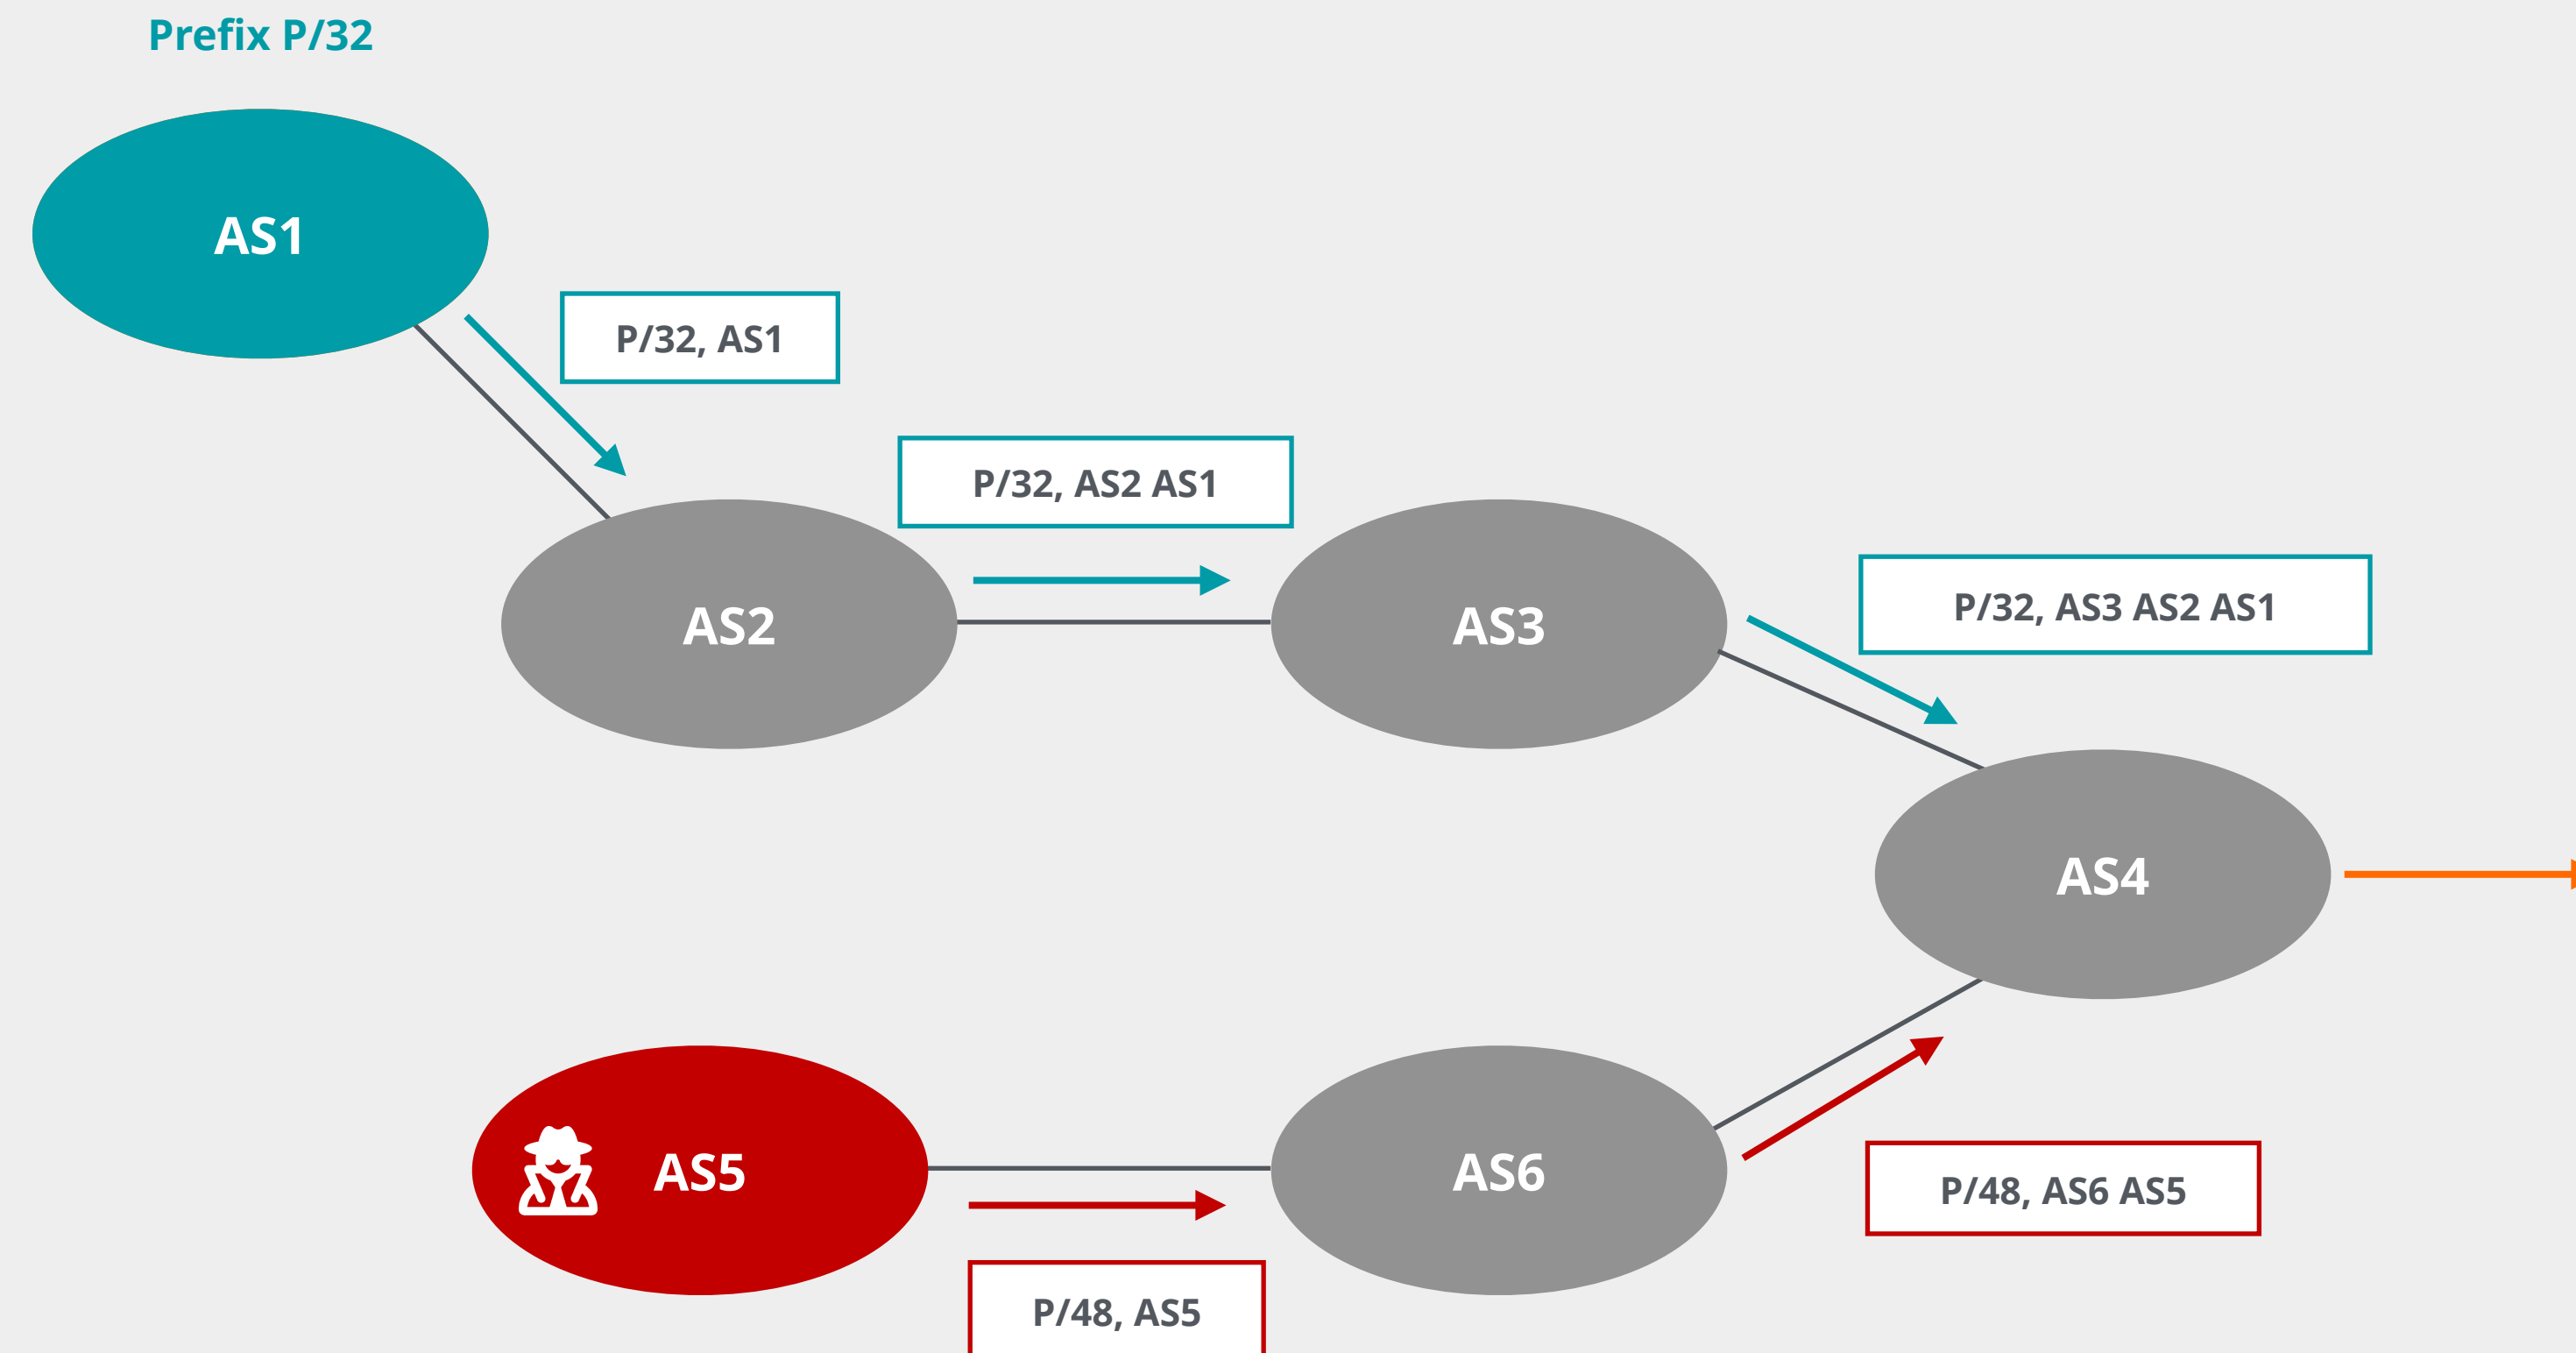 Prefix P/32
AS1
P/32, AS1
P/32, AS2 AS1
AS2
AS3
P/32, AS3 AS2 AS1
AS4
AS5
AS6
P/48, AS6 AS5
P/48, AS5